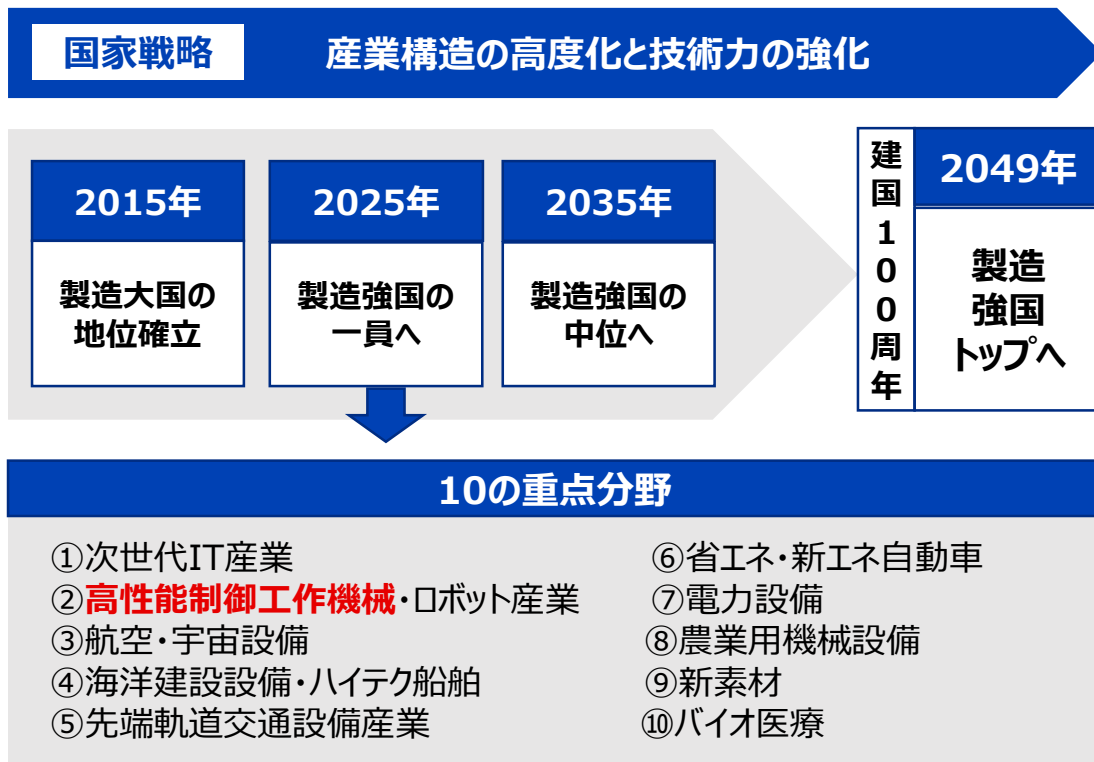 国家戦略
産業構造の高度化と技術力の強化
2015年
製造大国の
地位確立
2025年
製造強国の
一員へ
2035年
製造強国の
中位へ
建国100周年
2049年
製造
強国
トップへ
10の重点分野
①次世代IT産業
②高性能制御工作機械・ロボット産業
③航空・宇宙設備
④海洋建設設備・ハイテク船舶
⑤先端軌道交通設備産業
⑥省エネ・新エネ自動車
⑦電力設備
⑧農業用機械設備
⑨新素材
⑩バイオ医療